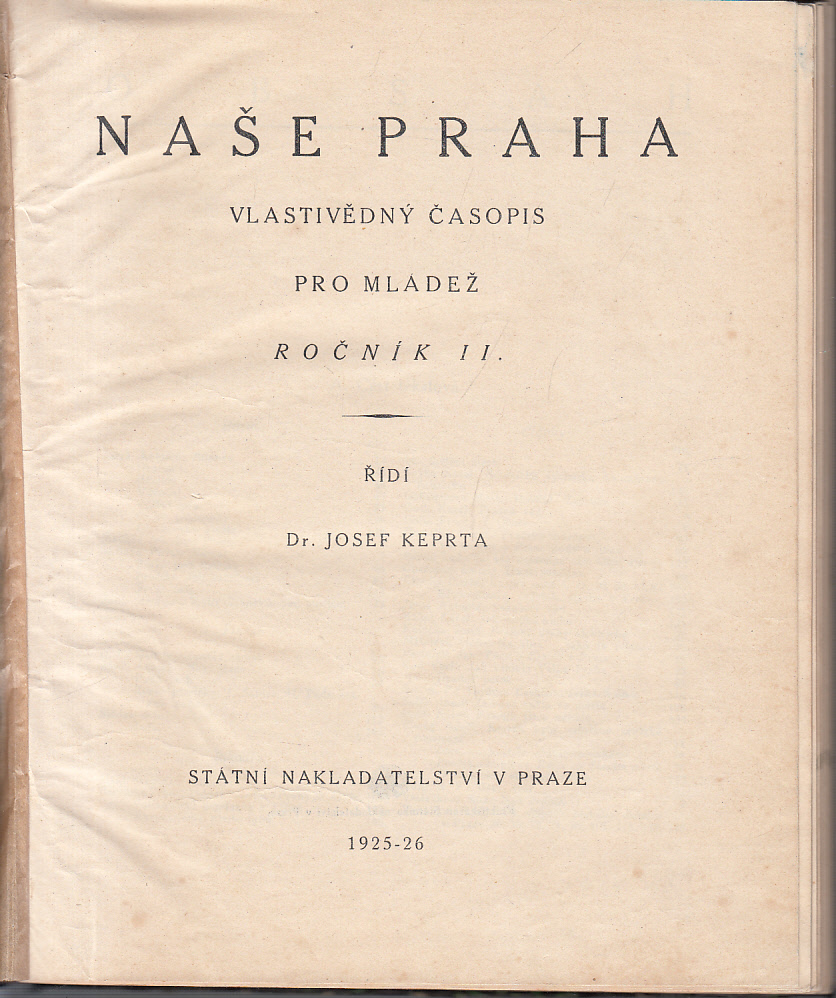 NAŠE PRAHA
VLASTIVĚDNÝ ČASOPIS
PRO MLÁDEŽ
ROČNÍK II.
ŘÍDÍ
Dr. JOSEF KEPRTA
STÁTNÍ NAKLADATELSTVÍ V PRAZE
1925-26